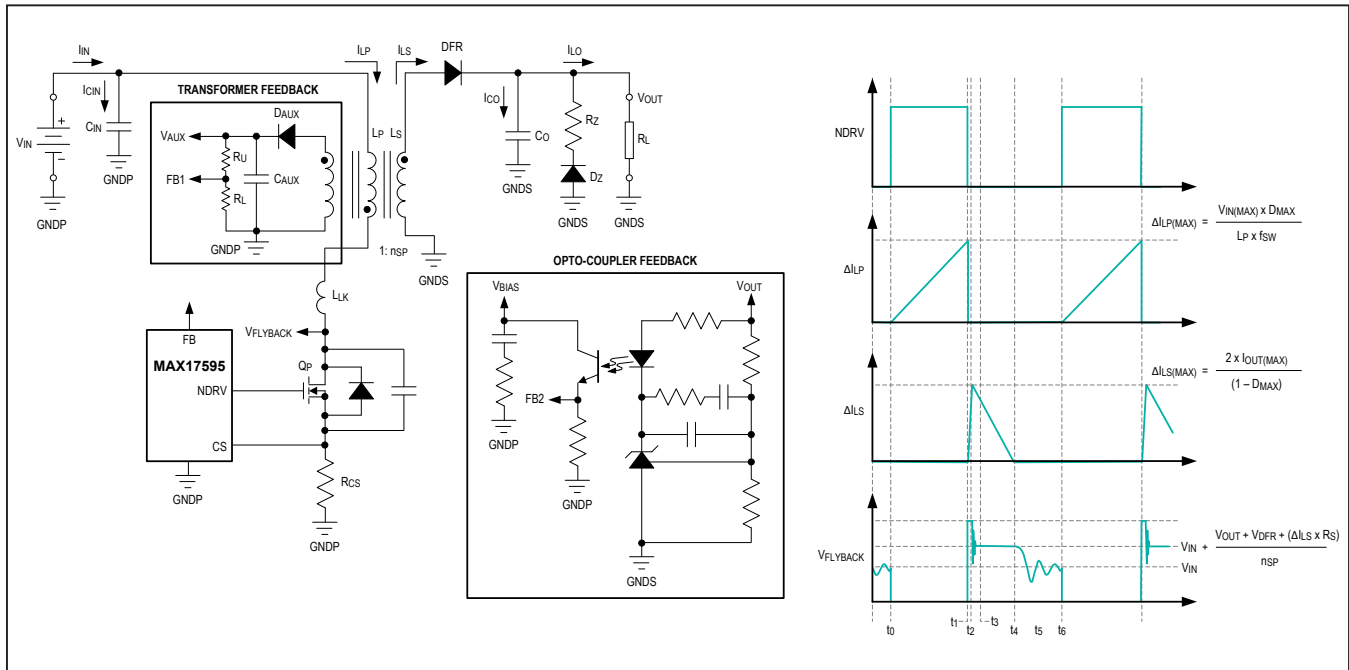 IIN
ILP
ILS
DFR
ILO
ICIN
TRANSFORMER FEEDBACK
ICO
VOUT
DAUX
LP
LS
RZ
VAUX
CIN
CO
RL
VIN
+
−
RU
GNDP
CAUX
FB1
RL
GNDS
DZ
GNDP
GNDP
GNDS
GNDS
1: nSP
GNDS
LLK
OPTO-COUPLER FEEDBACK
VBIAS
VOUT
VFLYBACK
FB
MAX17595
QP
NDRV
GNDP
FB2
CS
GNDP
RCS
GNDP
GNDP
GNDS
NDRV
ΔILP(MAX) = VIN(MAX) x DMAX
LP x fSW
ΔILP
ΔILS(MAX) = 2 x IOUT(MAX)
(1 – DMAX)
ΔILS
VFLYBACK
VIN + VOUT + VDFR + (ΔILS x RS)
nSP
VIN
t0
t1
t2
t3
t4
t5
t6